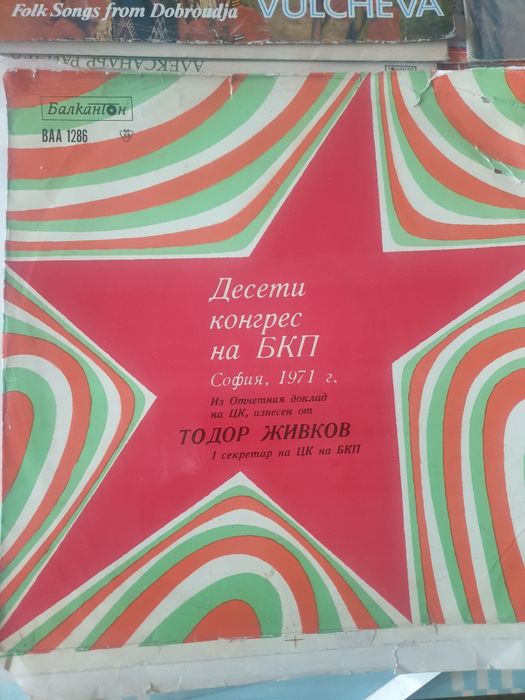 Folk Songs from Dobroudja
VULCHEVA
АЛЕКСАНДЪР
Балкантон
ВАА 1286
Десети
конгрес
на БКП
София, 1971 г.
Из Отчетния доклад
на ЦК, изнесен от
ТОДОР ЖИВКОВ
I секретар на ЦК на БКП